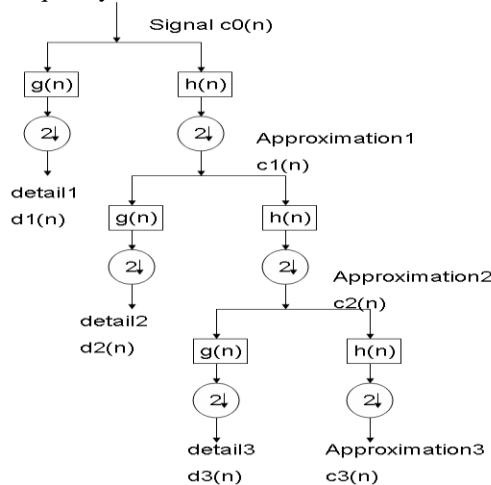 Signal c0(n)
g(n) h(n)
2↓ 2↓
Approximation1
c1(n)
detail1
d1(n)
g(n) h(n)
2↓ 2↓
Approximation2
c2(n)
detail2
d2(n)
g(n) h(n)
2↓ 2↓
detail3 Approximation3
d3(n) c3(n)